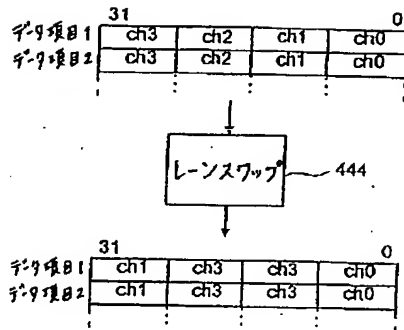 31 0
データ項目1 ch3 ch2 ch1 ch0
データ項目2 ch3 ch2 ch1 ch0
レーンスワップ 444
31 0
データ項目1 ch1 ch3 ch3 ch0
データ項目2 ch1 ch3 ch3 ch0